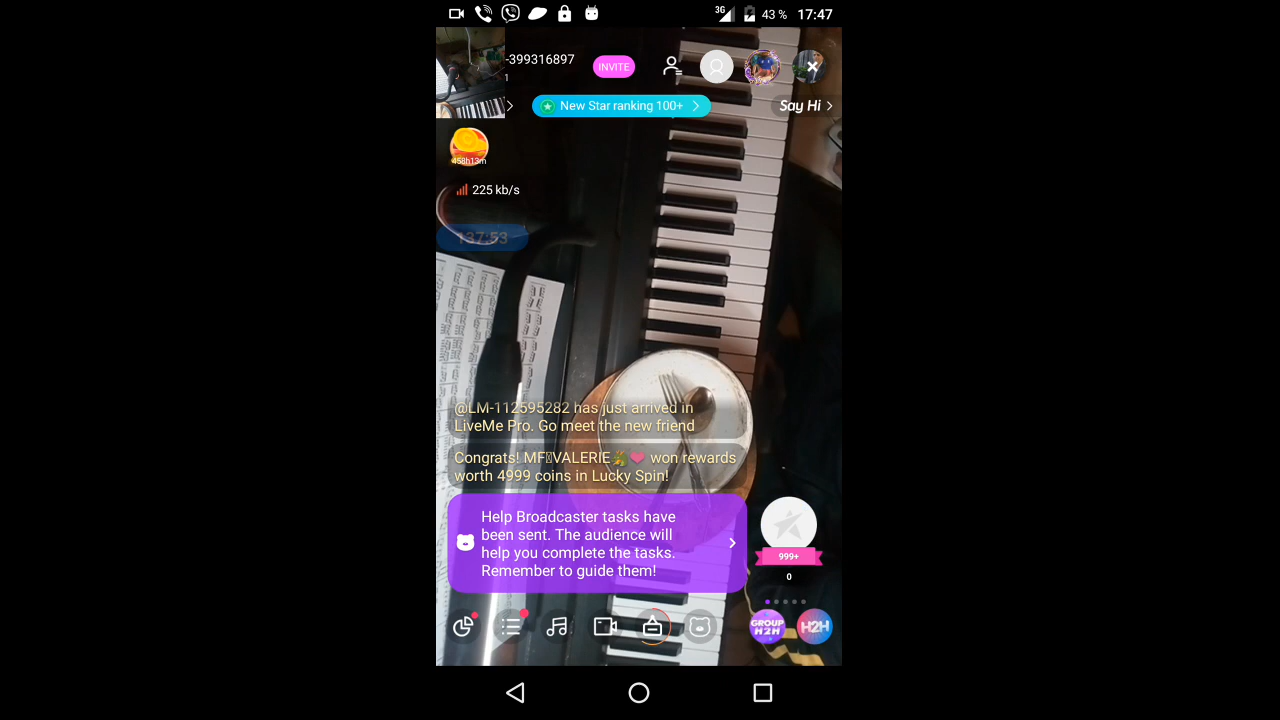 3G 43 % 17:47
-399316897
1
INVITE
New Star ranking 100+
Say Hi
458h13m
225 kb/s
137:53
@LM-112595282 has just arrived in
LiveMe Pro. Go meet the new friend
Congrats! MF▯VALERIE🍍💗 won rewards
worth 4999 coins in Lucky Spin!
Help Broadcaster tasks have
been sent. The audience will
help you complete the tasks.
Remember to guide them!
999+
0
GROUP
H2H
H2H